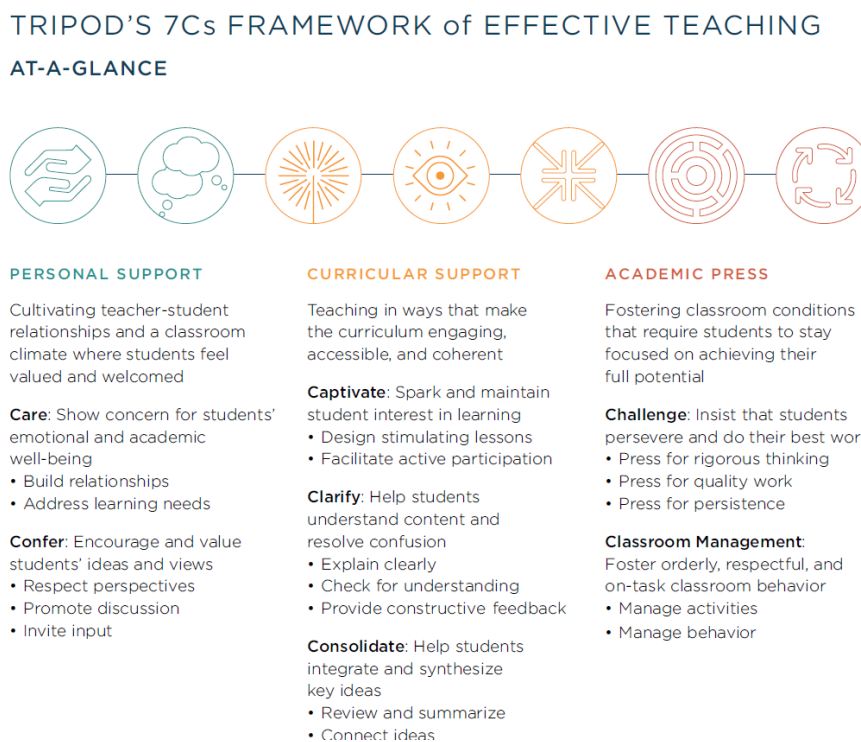 TRIPOD'S 7Cs FRAMEWORK of EFFECTIVE TEACHING
AT-A-GLANCE
PERSONAL SUPPORT
Cultivating teacher-student
relationships and a classroom
climate where students feel
valued and welcomed
Care: Show concern for students'
emotional and academic
well-being
• Build relationships
• Address learning needs
Confer: Encourage and value
students' ideas and views
• Respect perspectives
• Promote discussion
• Invite input
CURRICULAR SUPPORT
Teaching in ways that make
the curriculum engaging,
accessible, and coherent
Captivate: Spark and maintain
student interest in learning
• Design stimulating lessons
• Facilitate active participation
Clarify: Help students
understand content and
resolve confusion
• Explain clearly
• Check for understanding
• Provide constructive feedback
Consolidate: Help students
integrate and synthesize
key ideas
• Review and summarize
• Connect ideas
ACADEMIC PRESS
Fostering classroom conditions
that require students to stay
focused on achieving their
full potential
Challenge: Insist that students
persevere and do their best wor
• Press for rigorous thinking
• Press for quality work
• Press for persistence
Classroom Management:
Foster orderly, respectful, and
on-task classroom behavior
• Manage activities
• Manage behavior